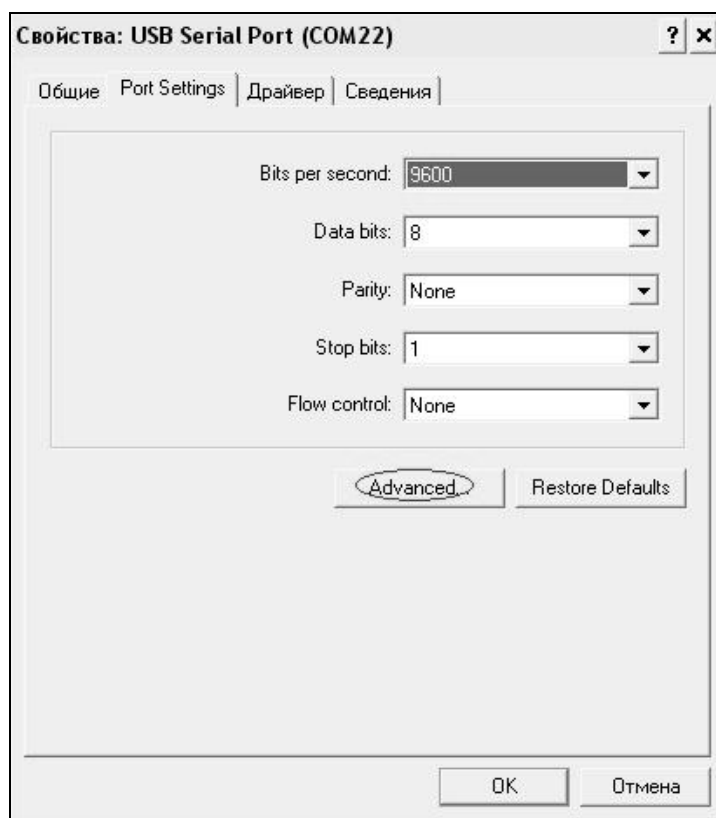 Свойства: USB Serial Port (COM22)
? ×
Общие Port Settings Драйвер Сведения
Bits per second: 9600
Data bits: 8
Parity: None
Stop bits: 1
Flow control: None
Advanced... Restore Defaults
OK Отмена